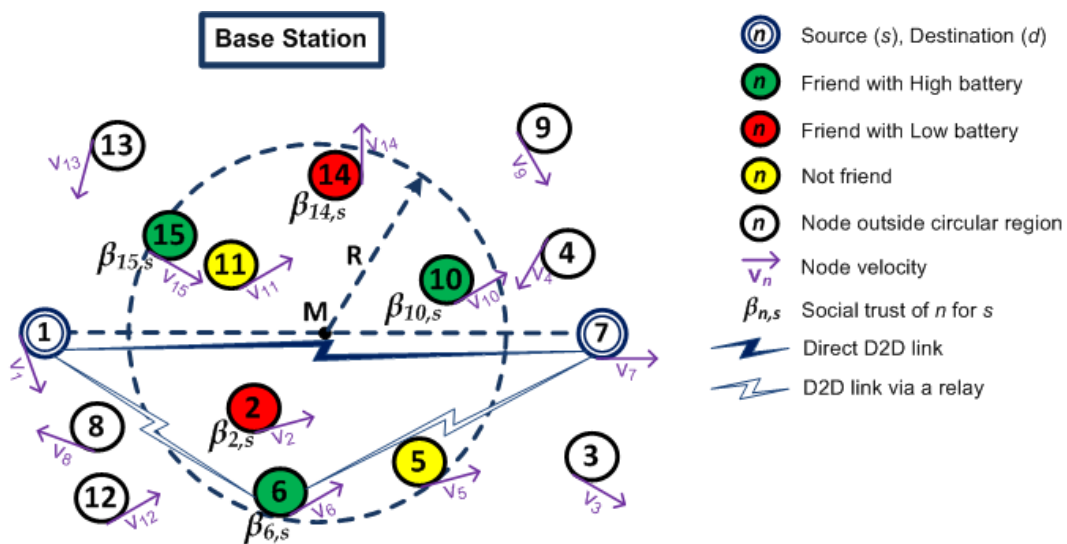 Base Station
n Source (s), Destination (d)
n Friend with High battery
n Friend with Low battery
n Not friend
n Node outside circular region
vn Node velocity
βn,s Social trust of n for s
Direct D2D link
D2D link via a relay
13
v13
14
v14
β14,s
9
v9
15
v15
β15,s
11
v11
R
10
v10
β10,s
4
v4
M
1
v1
7
v7
2
v2
β2,s
8
v8
12
v12
6
v6
β6,s
5
v5
3
v3